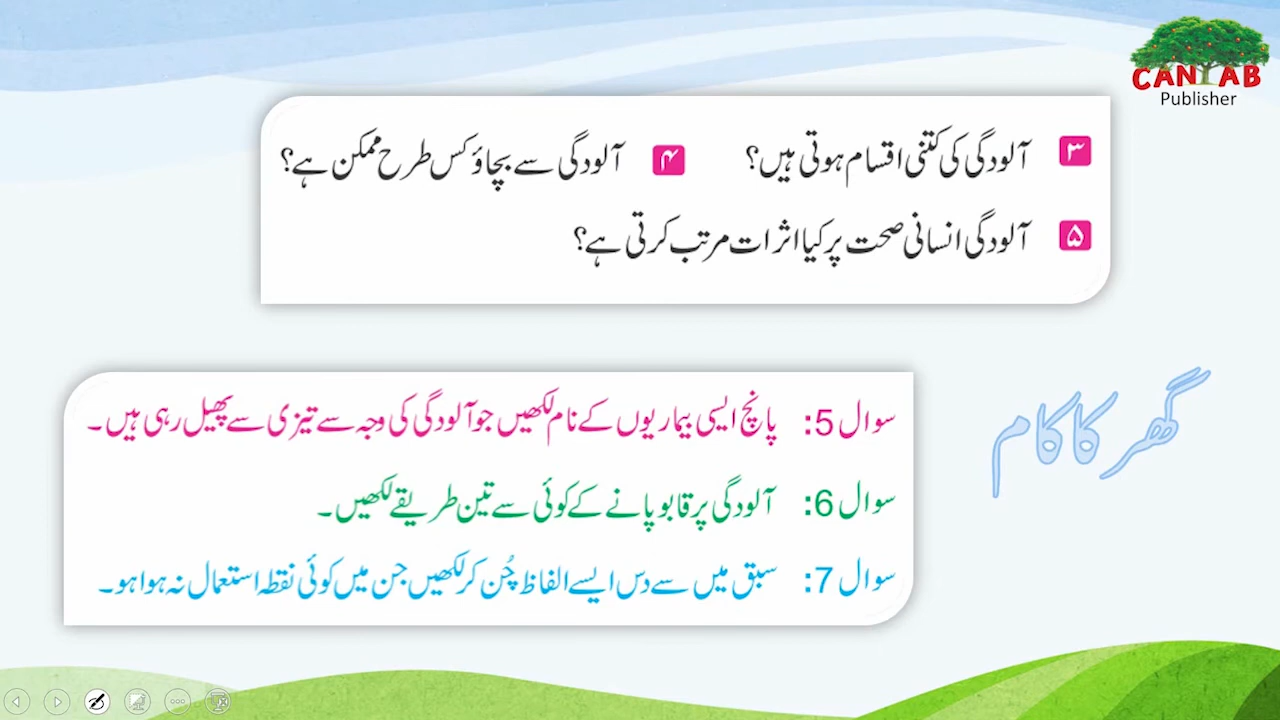 CANTAB
Publisher
۳ آلودگی کی کتنی اقسام ہوتی ہیں؟ ۴ آلودگی سے بچاؤ کس طرح ممکن ہے؟
۵ آلودگی انسانی صحت پر کیا اثرات مرتب کرتی ہے؟
گھر کا کام
سوال 5: پانچ ایسی بیماریوں کے نام لکھیں جو آلودگی کی وجہ سے تیزی سے پھیل رہی ہیں۔
سوال 6: آلودگی پر قابو پانے کے کوئی سے تین طریقے لکھیں۔
سوال 7: سبق میں سے دس ایسے الفاظ چُن کر لکھیں جن میں کوئی نقطہ استعمال نہ ہوا ہو۔